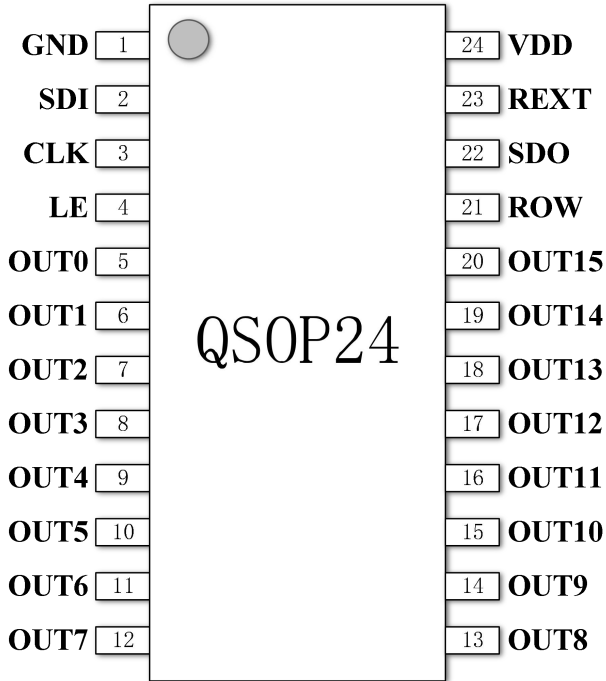 GND 1 24 VDD
SDI 2 23 REXT
CLK 3 22 SDO
LE 4 21 ROW
OUT0 5 20 OUT15
OUT1 6 19 OUT14
QSOP24
OUT2 7 18 OUT13
OUT3 8 17 OUT12
OUT4 9 16 OUT11
OUT5 10 15 OUT10
OUT6 11 14 OUT9
OUT7 12 13 OUT8